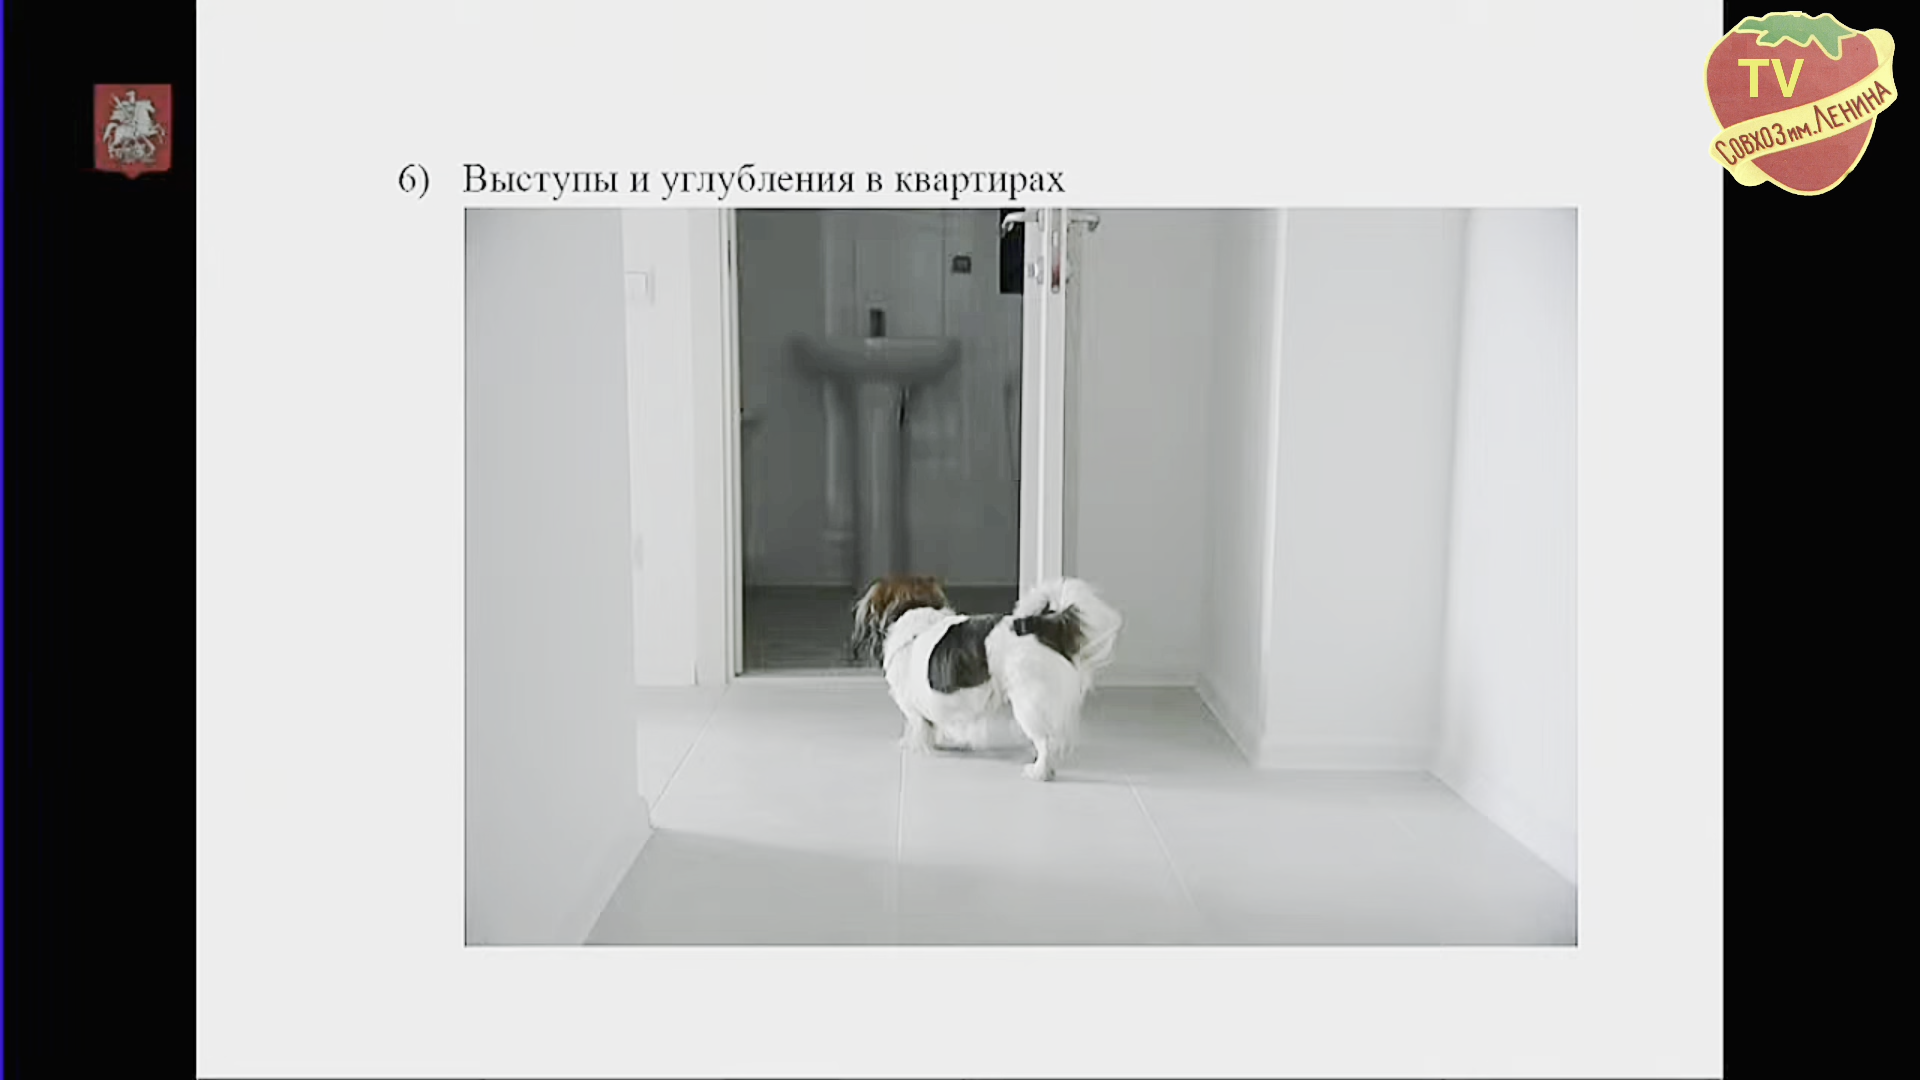 TV
СОВХОЗ им. ЛЕНИНА
6) Выступы и углубления в квартирах